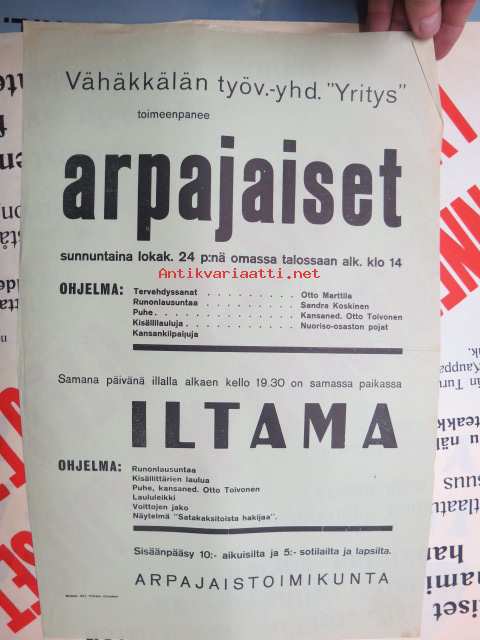 Vähäkkälän työv.-yhd. "Yritys"
toimeenpanee
arpajaiset
sunnuntaina lokak. 24 p:nä omassa talossaan alk. klo 14
Antikvariaatti.net
OHJELMA: Tervehdyssanat . . . . . . . . . Otto Marttila
Runonlausuntaa . . . . . . . . . Sandra Koskinen
Puhe. . . . . . . . . . . . . . Kansaned. Otto Toivonen
Kisällilauluja . . . . . . . . . . . Nuoriso-osaston pojat
Kansankilpailuja
Samana päivänä illalla alkaen kello 19.30 on samassa paikassa
ILTAMA
OHJELMA: Runonlausuntaa
Kisällittärien laulua
Puhe, kansaned. Otto Toivonen
Laululeikki
Voittojen jako
Näytelmä "Satakaksitoista hakijaa".
Sisäänpääsy 10:- aikuisilta ja 5:- sotilailta ja lapsilta.
ARPAJAISTOIMIKUNTA